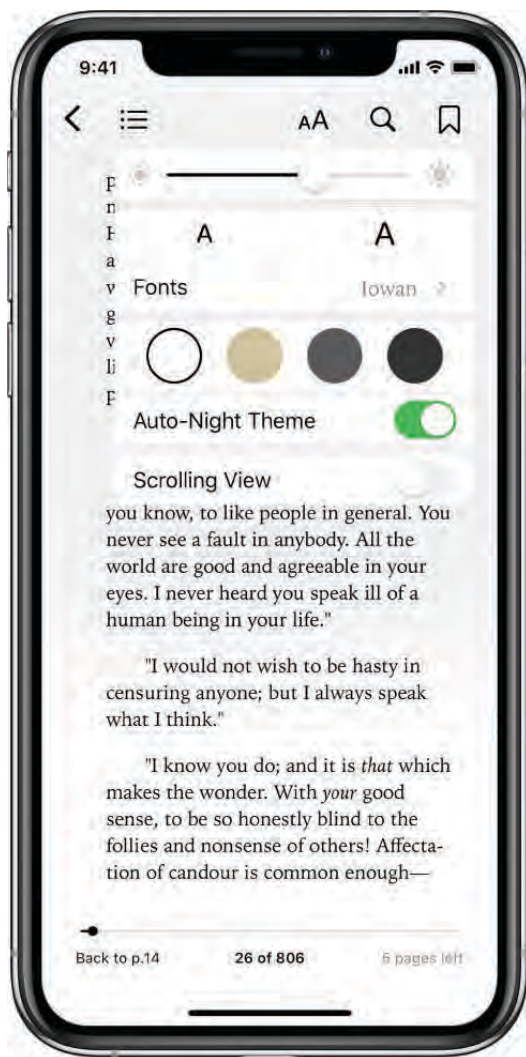 9:41
AA
A A
Fonts Iowan
Auto-Night Theme
Scrolling View
p
n
H
a
v
g
v
li
p
you know, to like people in general. You
never see a fault in anybody. All the
world are good and agreeable in your
eyes. I never heard you speak ill of a
human being in your life."
"I would not wish to be hasty in
censuring anyone; but I always speak
what I think."
"I know you do; and it is that which
makes the wonder. With your good
sense, to be so honestly blind to the
follies and nonsense of others! Affecta-
tion of candour is common enough—
Back to p.14 26 of 806 5 pages left